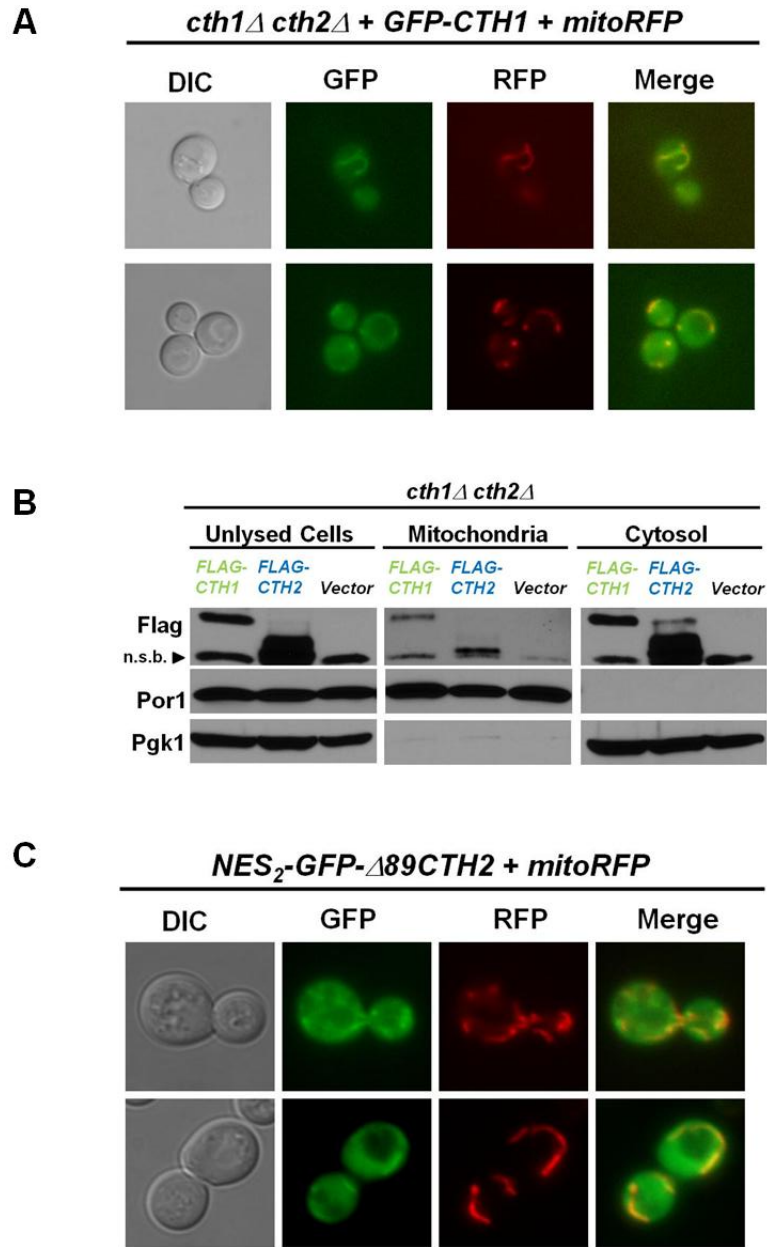 A
cth1Δ cth2Δ + GFP-CTH1 + mitoRFP
DIC GFP RFP Merge
B
cth1Δ cth2Δ
Unlysed Cells Mitochondria Cytosol
FLAG- FLAG- FLAG- FLAG- FLAG- FLAG-
CTH1 CTH2 Vector CTH1 CTH2 Vector CTH1 CTH2 Vector
Flag
n.s.b. ►
Por1
Pgk1
C
NES₂-GFP-Δ89CTH2 + mitoRFP
DIC GFP RFP Merge